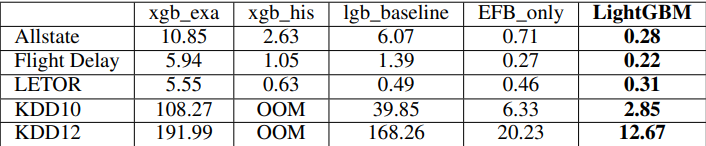 xgb_exa xgb_his lgb_baseline EFB_only LightGBM
Allstate 10.85 2.63 6.07 0.71 0.28
Flight Delay 5.94 1.05 1.39 0.27 0.22
LETOR 5.55 0.63 0.49 0.46 0.31
KDD10 108.27 OOM 39.85 6.33 2.85
KDD12 191.99 OOM 168.26 20.23 12.67